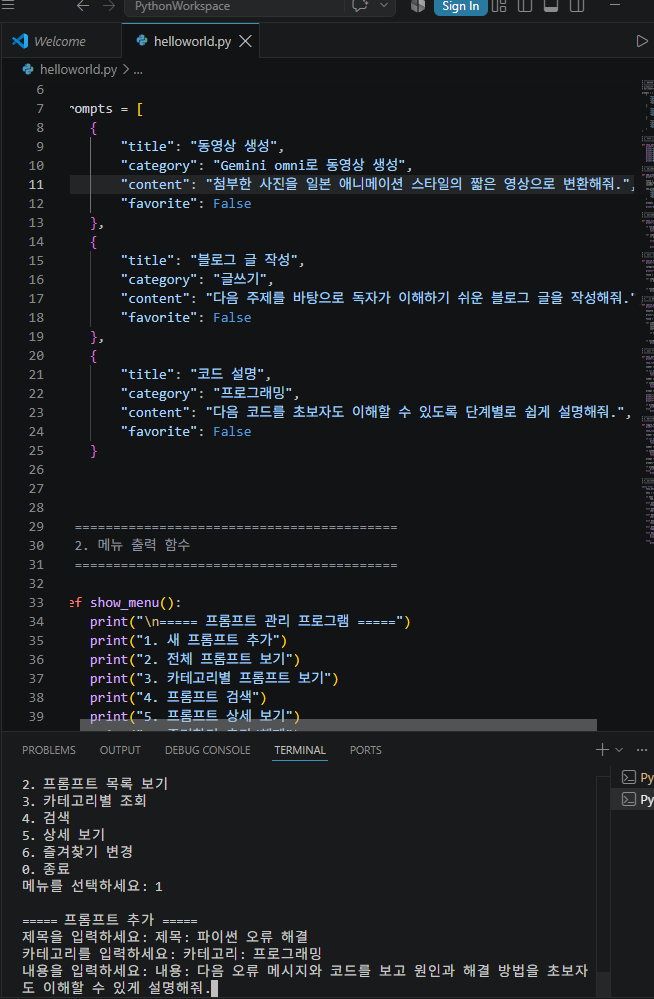 PythonWorkspace
Sign In
Welcome
helloworld.py
helloworld.py > ...
6
7 rompts = [
8 {
9 "title": "동영상 생성",
10 "category": "Gemini omni로 동영상 생성",
11 "content": "첨부한 사진을 일본 애니메이션 스타일의 짧은 영상으로 변환해줘.",
12 "favorite": False
13 },
14 {
15 "title": "블로그 글 작성",
16 "category": "글쓰기",
17 "content": "다음 주제를 바탕으로 독자가 이해하기 쉬운 블로그 글을 작성해줘."
18 "favorite": False
19 },
20 {
21 "title": "코드 설명",
22 "category": "프로그래밍",
23 "content": "다음 코드를 초보자도 이해할 수 있도록 단계별로 쉽게 설명해줘.",
24 "favorite": False
25 }
26
27
28
29 ==========================================
30 2. 메뉴 출력 함수
31 ==========================================
32
33 ef show_menu():
34 print("\n===== 프롬프트 관리 프로그램 =====")
35 print("1. 새 프롬프트 추가")
36 print("2. 전체 프롬프트 보기")
37 print("3. 카테고리별 프롬프트 보기")
38 print("4. 프롬프트 검색")
39 print("5. 프롬프트 상세 보기")
PROBLEMS OUTPUT DEBUG CONSOLE TERMINAL PORTS
2. 프롬프트 목록 보기
3. 카테고리별 조회
4. 검색
5. 상세 보기
6. 즐겨찾기 변경
0. 종료
메뉴를 선택하세요: 1
===== 프롬프트 추가 =====
제목을 입력하세요: 제목: 파이썬 오류 해결
카테고리를 입력하세요: 카테고리: 프로그래밍
내용을 입력하세요: 내용: 다음 오류 메시지와 코드를 보고 원인과 해결 방법을 초보자
도 이해할 수 있게 설명해줘.
Py
Py